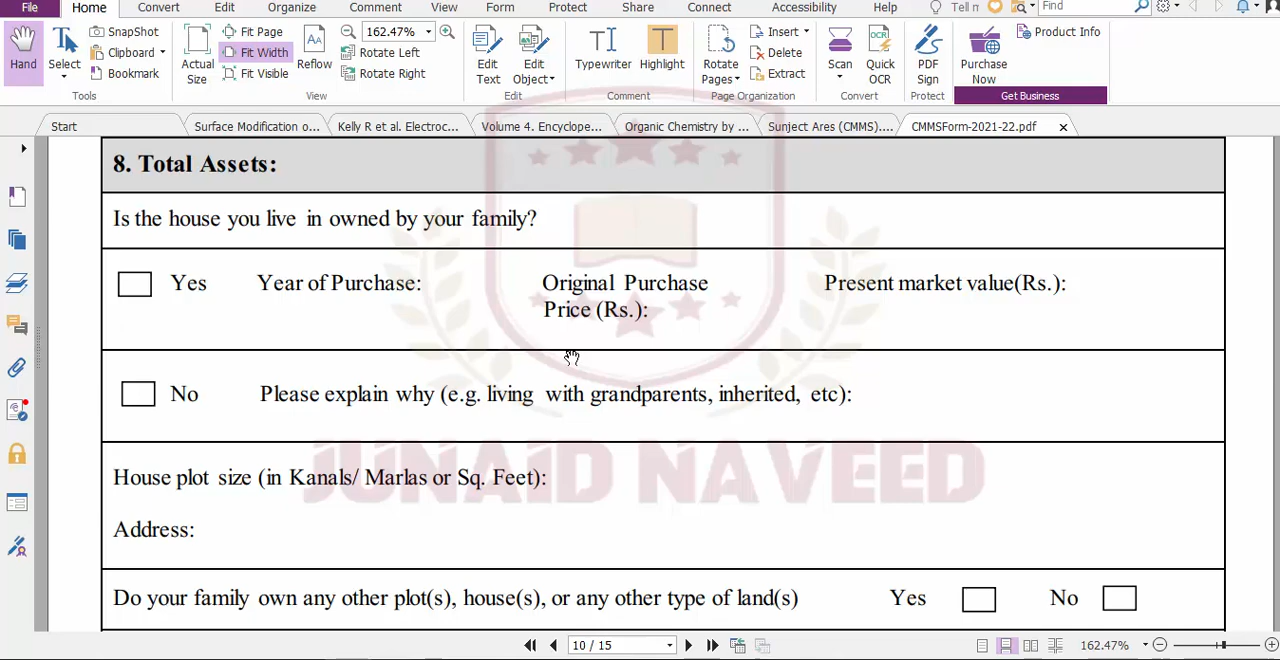 File Home Convert Edit Organize Comment View Form Protect Share Connect Accessibility Help Tell n Find
Hand
Select
SnapShot
Clipboard
Bookmark
Tools
Actual Size
Fit Page
Fit Width
Fit Visible
Reflow
162.47%
Rotate Left
Rotate Right
View
Edit Text
Edit Object
Edit
Typewriter
Highlight
Comment
Rotate Pages
Insert
Delete
Extract
Page Organization
Scan
Quick OCR
OCR
Convert
PDF Sign
Protect
Purchase Now
Product Info
Get Business
Start Surface Modification o... Kelly R et al. Electroc... Volume 4. Encyclope... Organic Chemistry by ... Sunject Ares (CMMS).... CMMSForm-2021-22.pdf
8. Total Assets:
Is the house you live in owned by your family?
Yes Year of Purchase: Original Purchase Present market value(Rs.):
Price (Rs.):
No Please explain why (e.g. living with grandparents, inherited, etc):
JUNAID NAVEED
House plot size (in Kanals/ Marlas or Sq. Feet):
Address:
Do your family own any other plot(s), house(s), or any other type of land(s) Yes No
10 / 15 162.47%